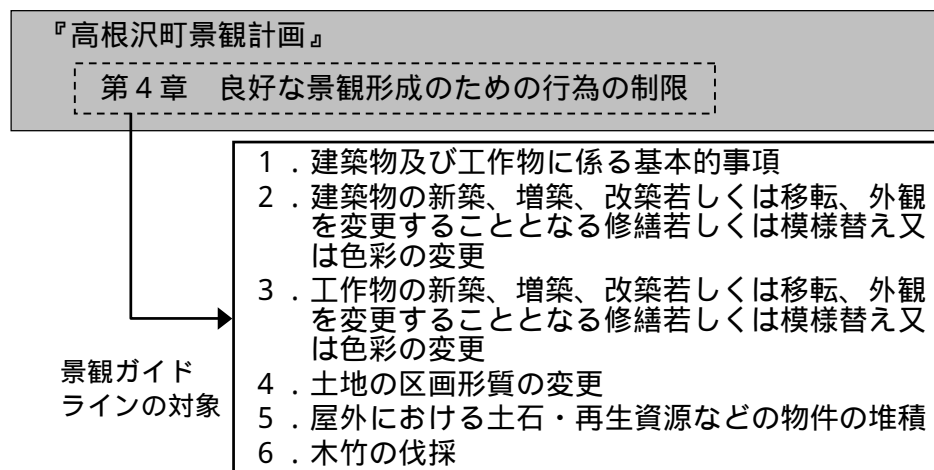 『高根沢町景観計画』
第4章　良好な景観形成のための行為の制限
1．建築物及び工作物に係る基本的事項
2．建築物の新築、増築、改築若しくは移転、外観
を変更することとなる修繕若しくは模様替え又
は色彩の変更
3．工作物の新築、増築、改築若しくは移転、外観
を変更することとなる修繕若しくは模様替え又
は色彩の変更
景観ガイド
ラインの対象
4．土地の区画形質の変更
5．屋外における土石・再生資源などの物件の堆積
6．木竹の伐採